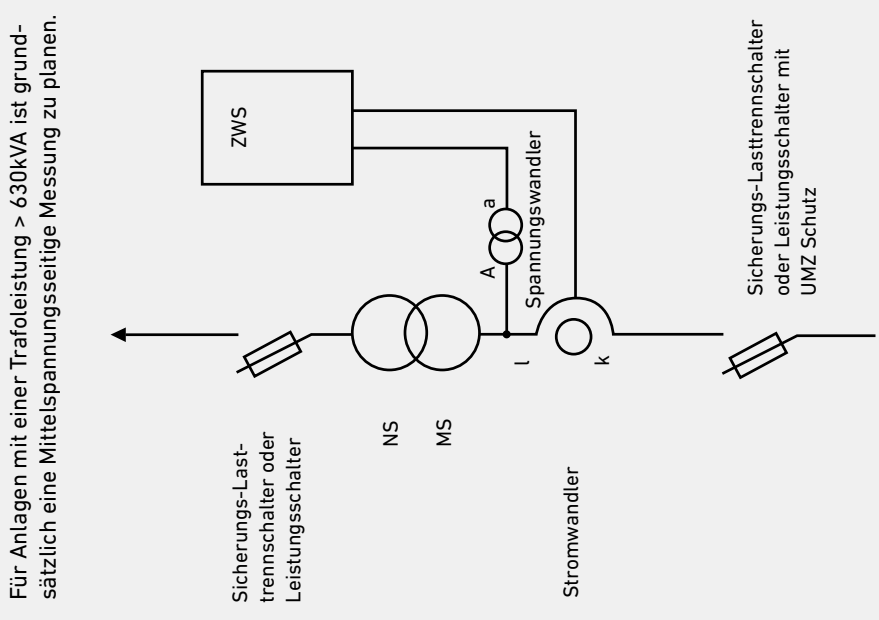 Für Anlagen mit einer Trafoleistung > 630kVA ist grund-
sätzlich eine Mittelspannungsseitige Messung zu planen.
ZWS
Sicherungs-Last-
trennschalter oder
Leistungsschalter
NS
MS
A
a
Spannungswandler
l
k
Stromwandler
Sicherungs-Lasttrennschalter
oder Leistungsschalter mit
UMZ Schutz